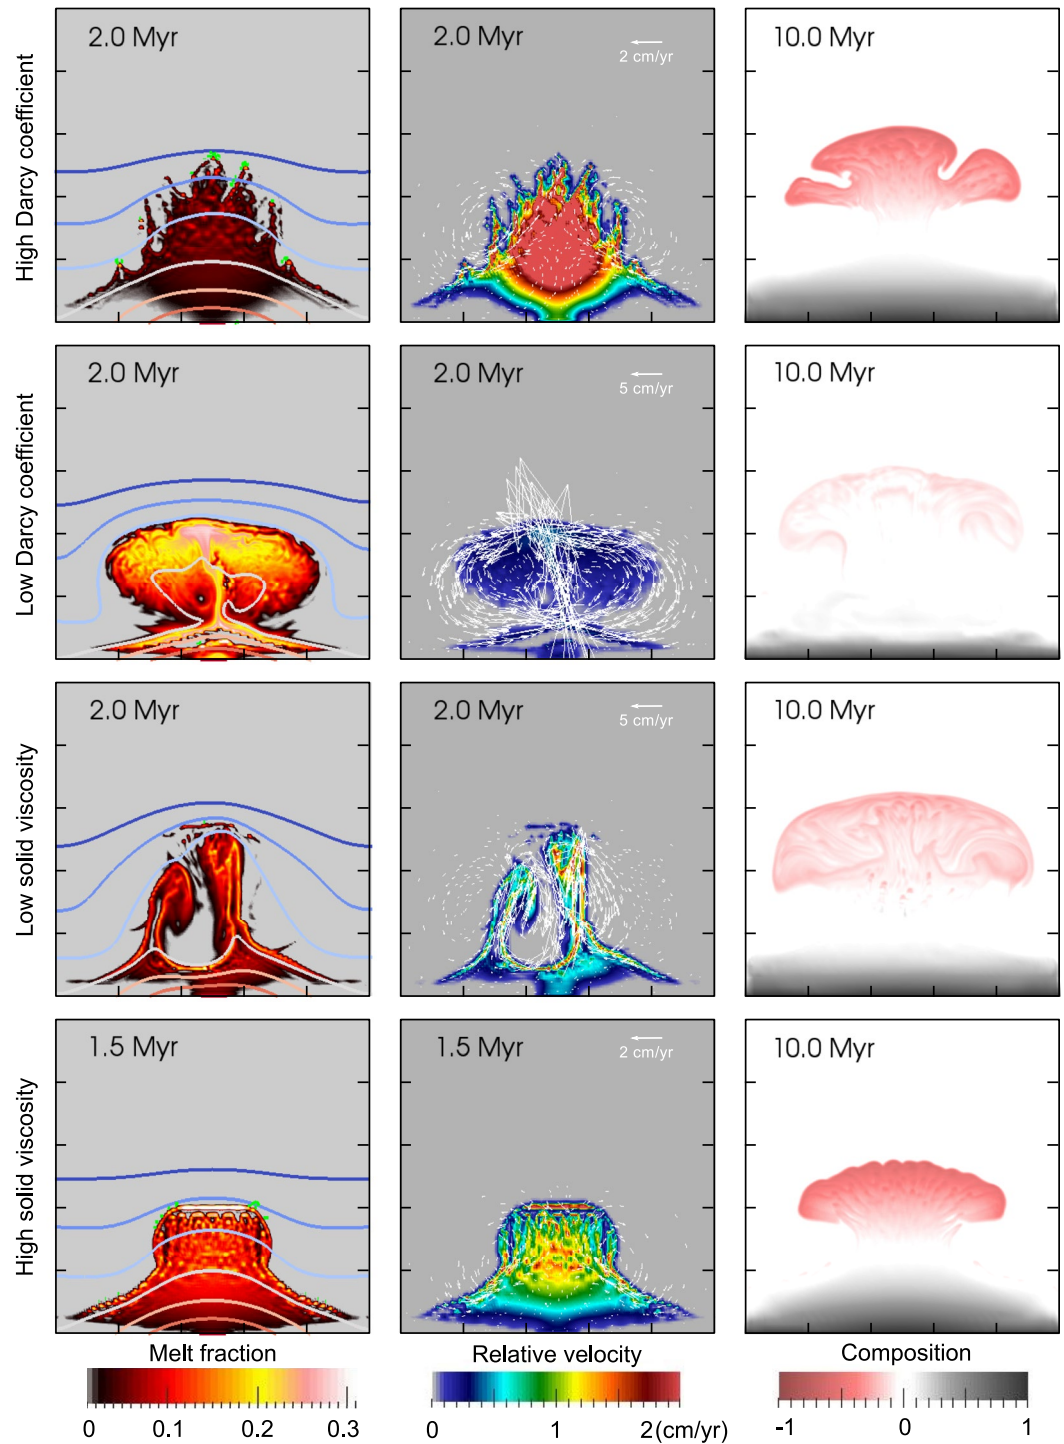 High Darcy coefficient
2.0 Myr
2.0 Myr
2 cm/yr
10.0 Myr
Low Darcy coefficient
2.0 Myr
2.0 Myr
5 cm/yr
10.0 Myr
Low solid viscosity
2.0 Myr
2.0 Myr
5 cm/yr
10.0 Myr
High solid viscosity
1.5 Myr
1.5 Myr
2 cm/yr
10.0 Myr
Melt fraction
0 0.1 0.2 0.3
Relative velocity
0 1 2 (cm/yr)
Composition
-1 0 1